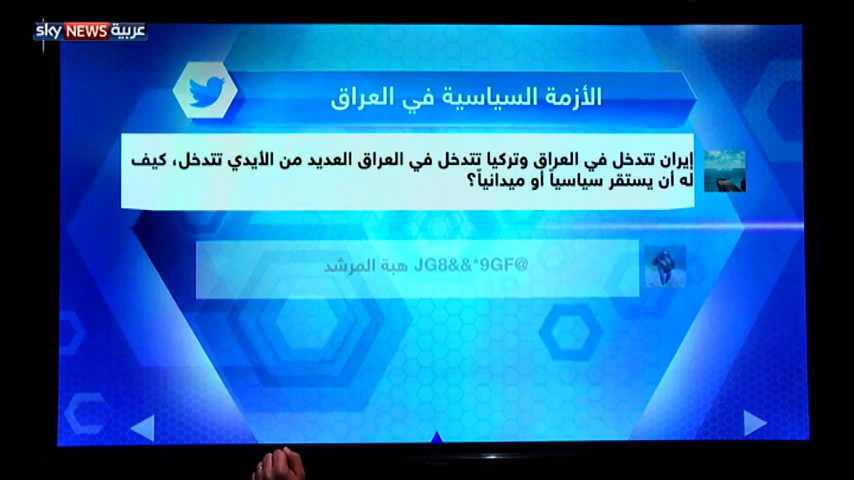 sky NEWS عربية
الأزمة السياسية في العراق
إيران تتدخل في العراق وتركيا تتدخل في العراق العديد من الأيدي تتدخل، كيف
له أن يستقر سياسياً أو ميدانياً؟
@JG8&&*9GF هبة المرشد